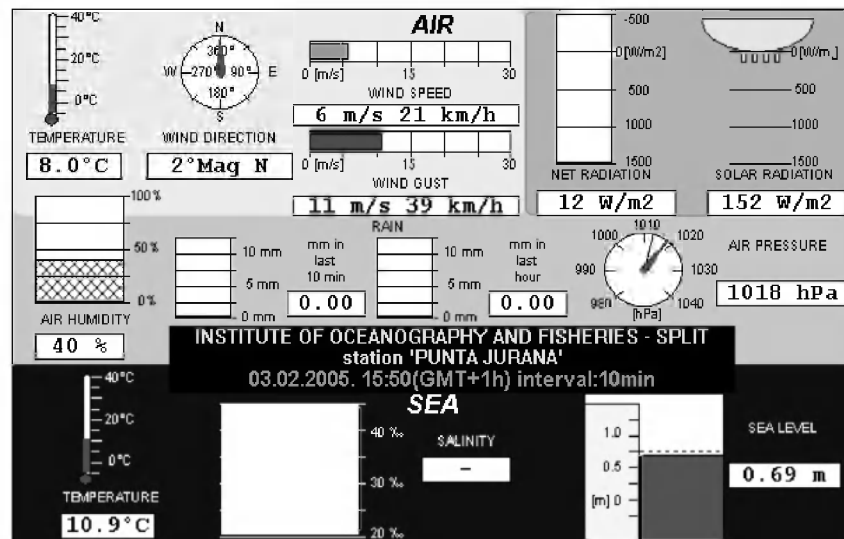 AIR
40°C
20°C
0°C
TEMPERATURE
8.0°C
N
360°
W 270° 90° E
180°
S
WIND DIRECTION
2°Mag N
0 [m/s] 15 30
WIND SPEED
6 m/s 21 km/h
0 [m/s] 15 30
WIND GUST
11 m/s 39 km/h
-500
0[W/m2]
500
1000
1500
NET RADIATION
12 W/m2
0[W/m,]
500
1000
1500
SOLAR RADIATION
152 W/m2
100%
50%
0%
AIR HUMIDITY
40 %
RAIN
10 mm
5 mm
0 mm
mm in
last
10 min
0.00
10 mm
5 mm
0 mm
mm in
last
hour
0.00
1010
1000 1020
990 1030
980 1040
[hPa]
AIR PRESSURE
1018 hPa
INSTITUTE OF OCEANOGRAPHY AND FISHERIES - SPLIT
station 'PUNTA JURANA'
03.02.2005. 15:50(GMT+1h) interval:10min
SEA
40°C
20°C
0°C
TEMPERATURE
10.9°C
40 ‰
30 ‰
20 ‰
SALINITY
-
1.0
0.5
[m] 0
SEA LEVEL
0.69 m